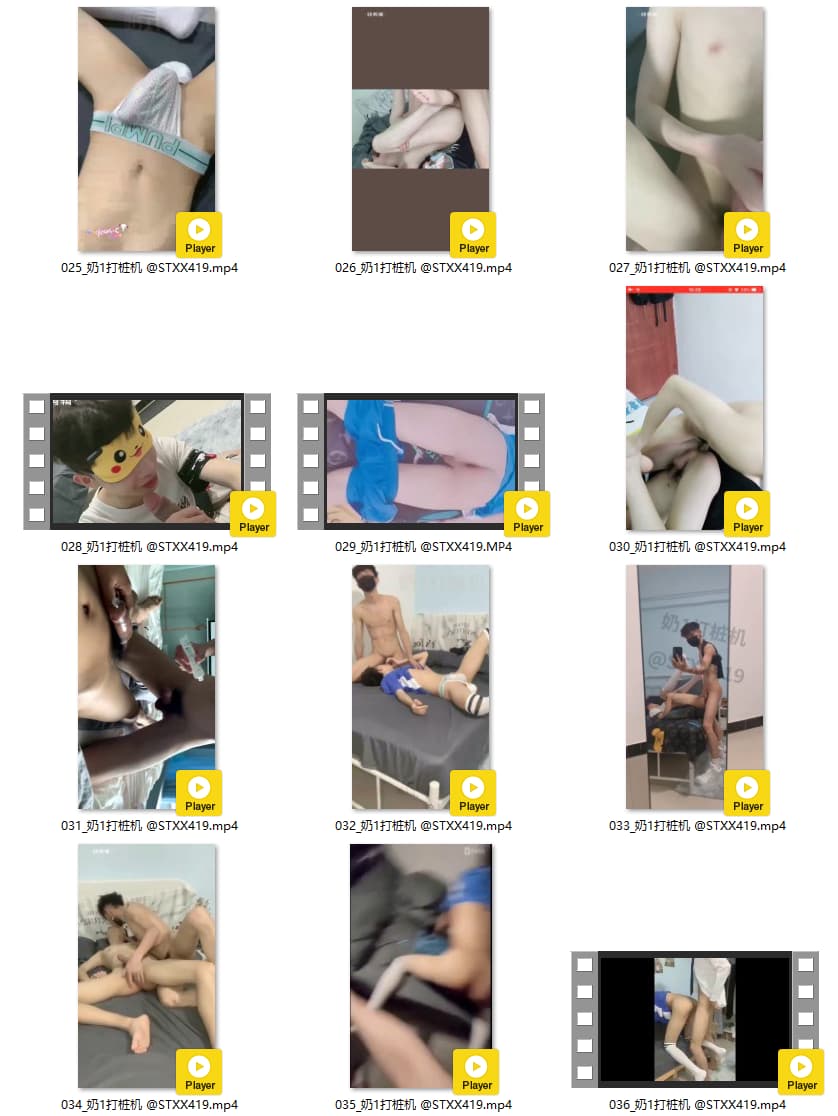 PUMP!
Player
Player
Player
025_奶1打桩机 @STXX419.mp4
026_奶1打桩机 @STXX419.mp4
027_奶1打桩机 @STXX419.mp4
Player
Player
Player
028_奶1打桩机 @STXX419.mp4
029_奶1打桩机 @STXX419.MP4
030_奶1打桩机 @STXX419.mp4
奶1打桩机
Player
Player
Player
031_奶1打桩机 @STXX419.mp4
032_奶1打桩机 @STXX419.mp4
033_奶1打桩机 @STXX419.mp4
Player
Player
Player
034_奶1打桩机 @STXX419.mp4
035_奶1打桩机 @STXX419.mp4
036_奶1打桩机 @STXX419.mp4